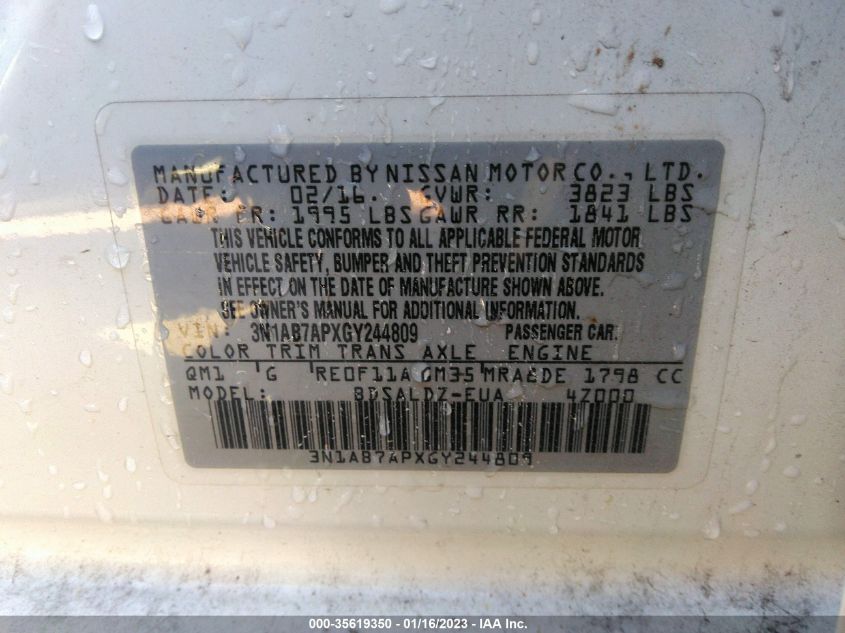 MANUFACTURED BY NISSAN MOTOR CO., LTD.
DATE: 02/16. GVWR: 3823 LBS
GAWR FR: 1995 LBS GAWR RR: 1841 LBS
THIS VEHICLE CONFORMS TO ALL APPLICABLE FEDERAL MOTOR
VEHICLE SAFETY, BUMPER AND THEFT PREVENTION STANDARDS
IN EFFECT ON THE DATE OF MANUFACTURE SHOWN ABOVE.
SEE OWNER'S MANUAL FOR ADDITIONAL INFORMATION.
VIN: 3N1AB7APXGY244809 PASSENGER CAR.
COLOR TRIM TRANS AXLE ENGINE
QM1 G RE0F11A GM35 MRA8DE 1798 CC
MODEL: BDSALDZ-EUA 4Z000
3N1AB7APXGY244809
000-35619350 - 01/16/2023 - IAA Inc.